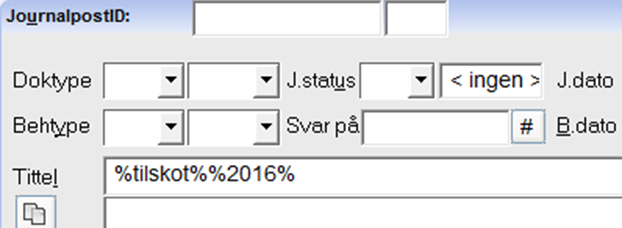 JournalpostID:
Doktype J.status < ingen > J.dato
Behtype Svar på # B.dato
Tittel %tilskot%%2016%